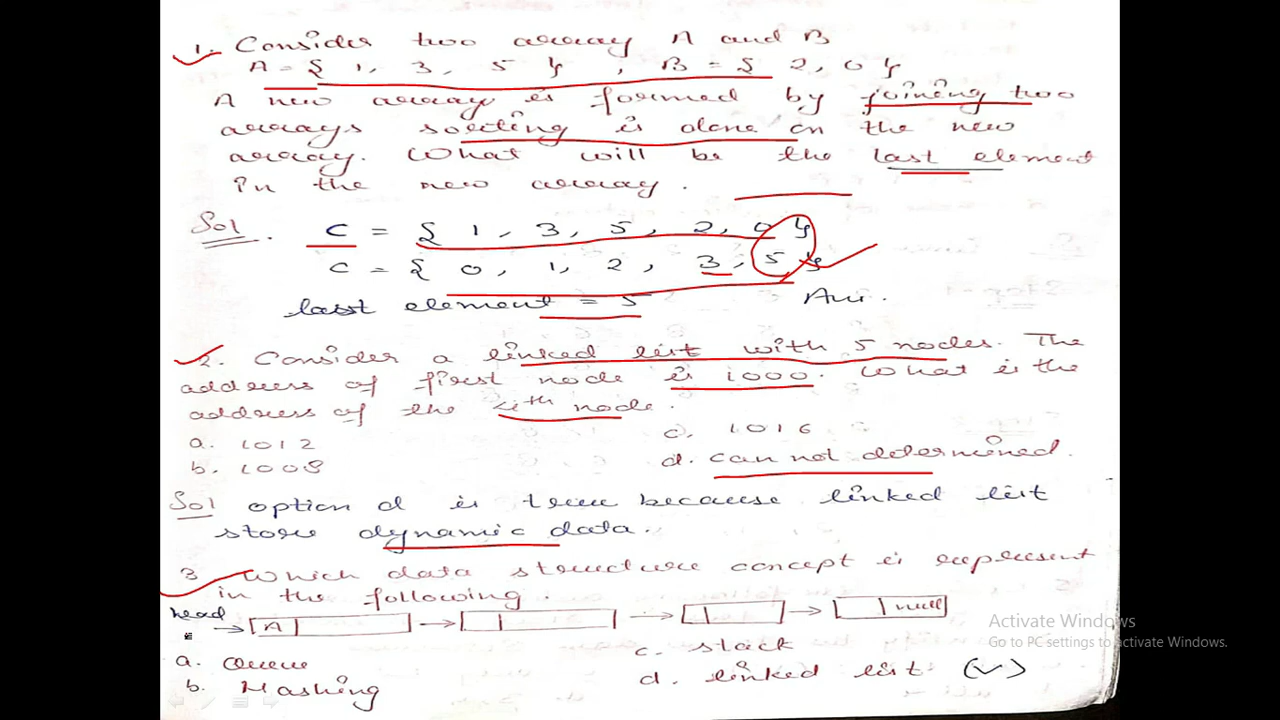 1. Consider two array A and B
A = { 1, 3, 5 } , B = { 2, 0 }
A new array is formed by joining two
arrays sorting is done on the new
array. What will be the last element
in the new array.
Sol. C = { 1, 3, 5, 2, 0 }
C = { 0, 1, 2, 3, 5 }
last element = 5 Ans.
2. Consider a linked list with 5 nodes. The
address of first node is 1000. What is the
address of the 4th node.
a. 1012
c. 1016
b. 1008
d. can not determined.
Sol option d is true because linked list
store dynamic data.
3 Which data structure concept is represent
in the following.
head
A
null
a. Queue
c. stack
b. Hashing
d. linked list (✓)
Activate Windows
Go to PC settings to activate Windows.